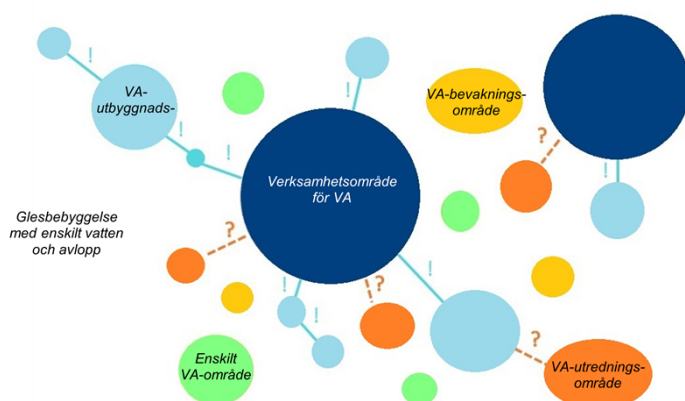 !
!
VA-
utbyggnads-
!
VA-bevaknings-
område
?
!
!
!
Verksamhetsområde
för VA
Glesbebyggelse
med enskilt vatten
och avlopp
?
!
?
!
!
?
Enskilt
VA-område
VA-utrednings-
område